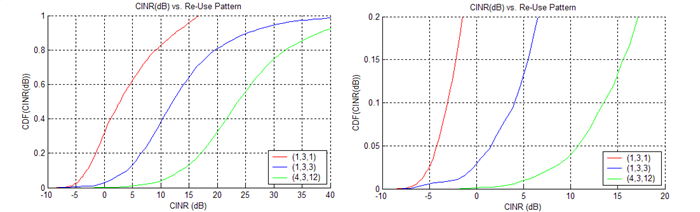 CINR(dB) vs. Re-Use Pattern
1
0.8
0.6
0.4
0.2
0
CDF(CINR(dB))
-10 -5 0 5 10 15 20 25 30 35 40
CINR (dB)
(1,3,1)
(1,3,3)
(4,3,12)
CINR(dB) vs. Re-Use Pattern
0.2
0.15
0.1
0.05
0
CDF(CINR(dB))
-10 -5 0 5 10 15 20
CINR (dB)
(1,3,1)
(1,3,3)
(4,3,12)